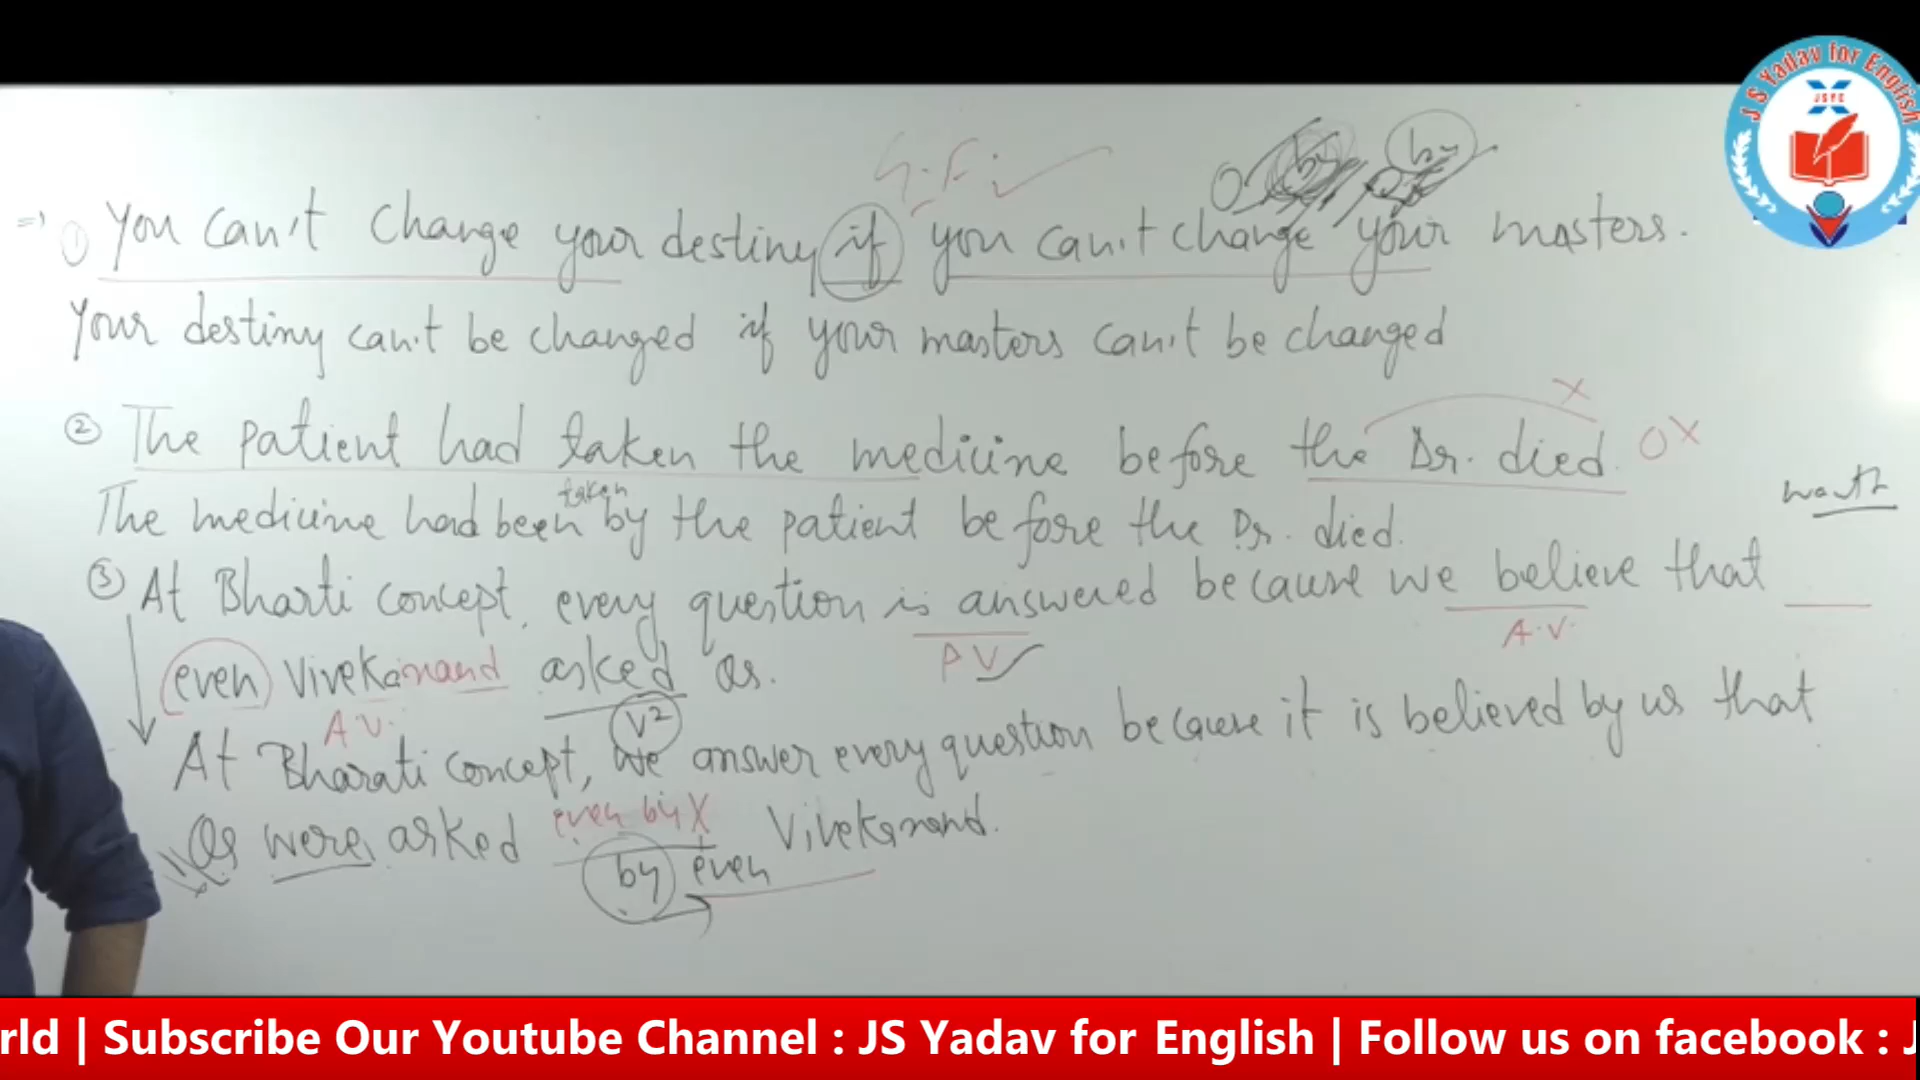 J S Yadav for English
JSYE
G.F.
by by
① You can't change your destiny if you can't change your masters.
Your destiny can't be changed if your masters can't be changed
X
② The patient had taken the medicine before the Dr. died. O X
taken
The medicine had been by the patient before the Dr. died.
③ At Bharti concept, every question is answered because we believe that
P V A.V.
even Vivekanand asked Qs.
A.V. V²
At Bharati concept, we answer every question because it is believed by us that
even by X
Qs were asked Vivekanand.
by even
rld | Subscribe Our Youtube Channel : JS Yadav for English | Follow us on facebook : J